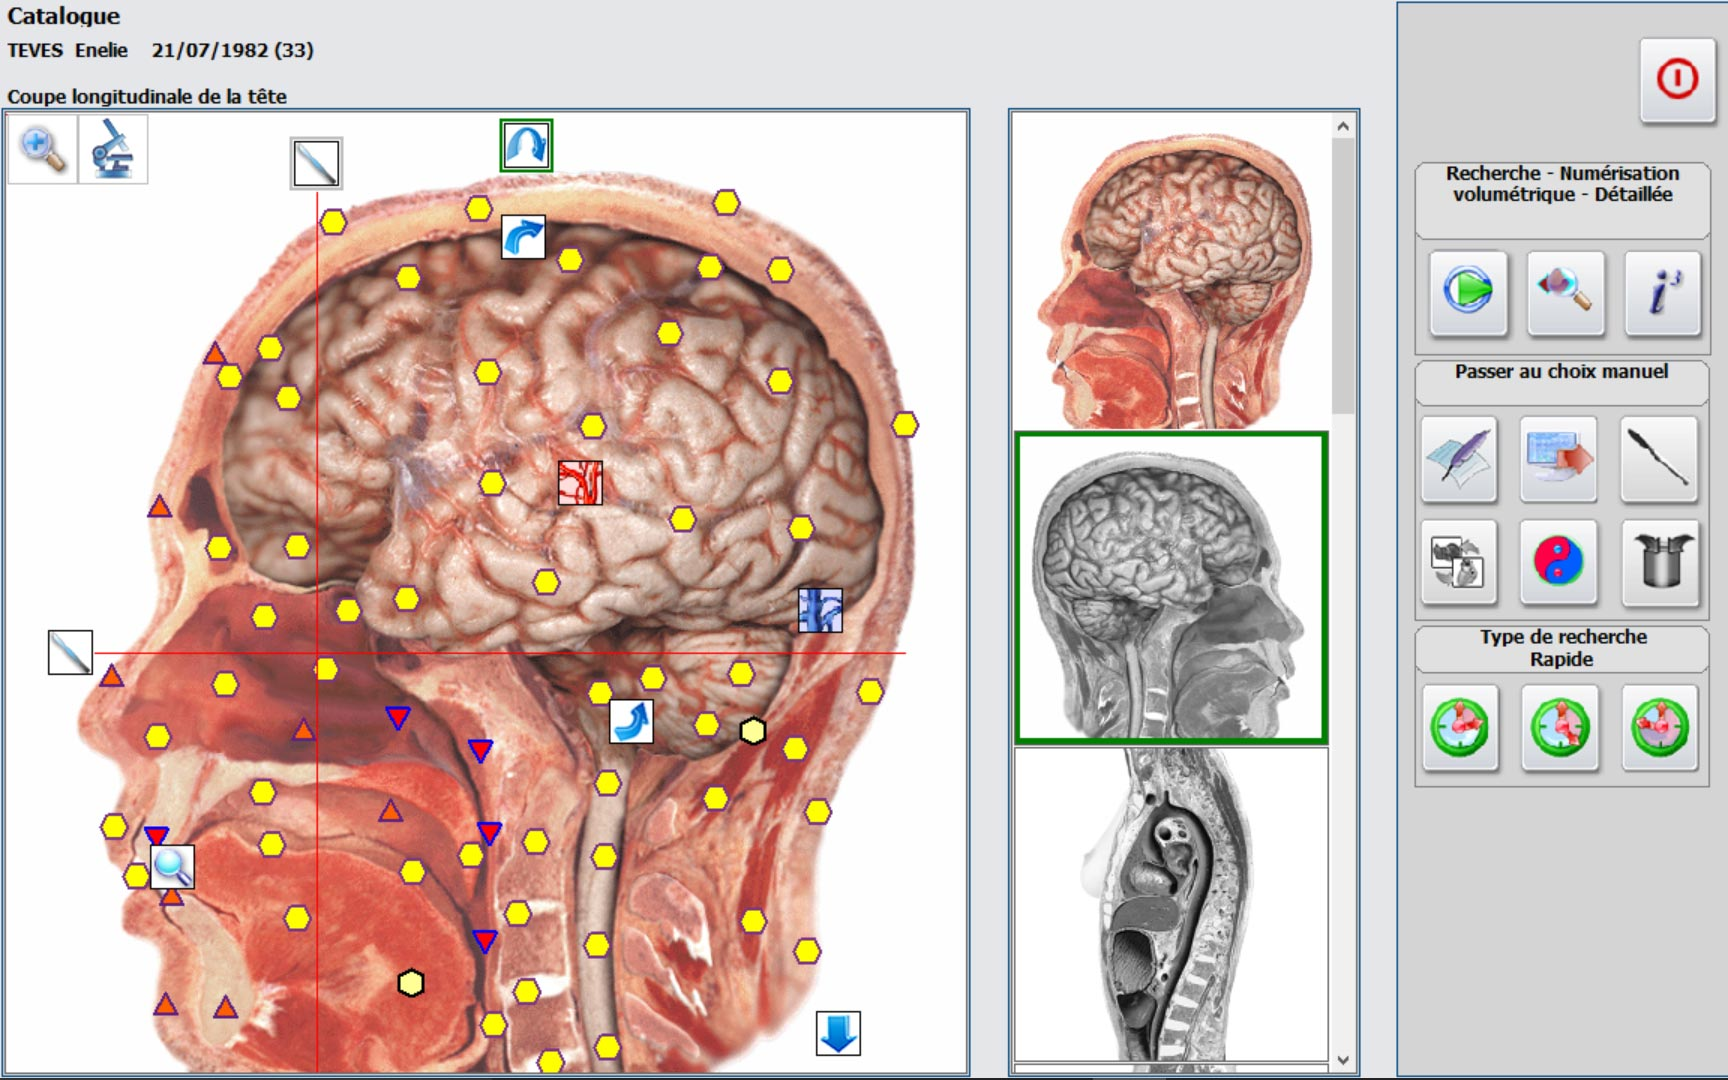 Catalogue
TEVES Enelie 21/07/1982 (33)
Coupe longitudinale de la tête
Recherche - Numérisation
volumétrique - Détaillée
i³
Passer au choix manuel
Type de recherche
Rapide